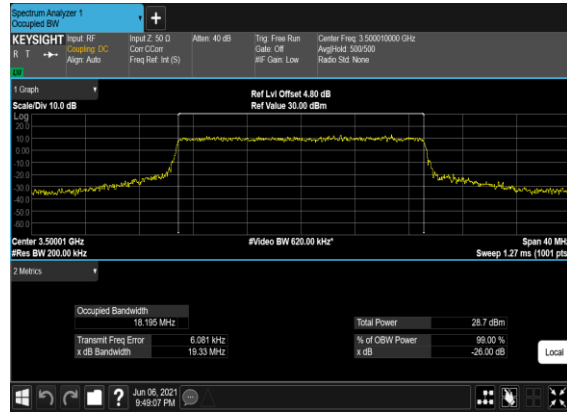 Spectrum Analyzer 1
Occupied BW
+
KEYSIGHT Input: RF Input Z: 50 Ω Atten: 40 dB Trig: Free Run Center Freq: 3.500010000 GHz
R T Coupling: DC Corr CCorr Gate: Off Avg|Hold: 500/500
Align: Auto Freq Ref: Int (S) #IF Gain: Low Radio Std: None
1 Graph
Ref Lvl Offset 4.80 dB
Scale/Div 10.0 dB Ref Value 30.00 dBm
Log
20.0
10.0
0.00
-10.0
-20.0
-30.0
-40.0
-50.0
-60.0
Center 3.50001 GHz #Video BW 620.00 kHz* Span 40 MHz
#Res BW 200.00 kHz Sweep 1.27 ms (1001 pts
2 Metrics
Occupied Bandwidth
18.195 MHz Total Power 28.7 dBm
Transmit Freq Error 6.081 kHz % of OBW Power 99.00 %
x dB Bandwidth 19.33 MHz x dB -26.00 dB
Local
? Jun 06, 2021
9:49:07 PM